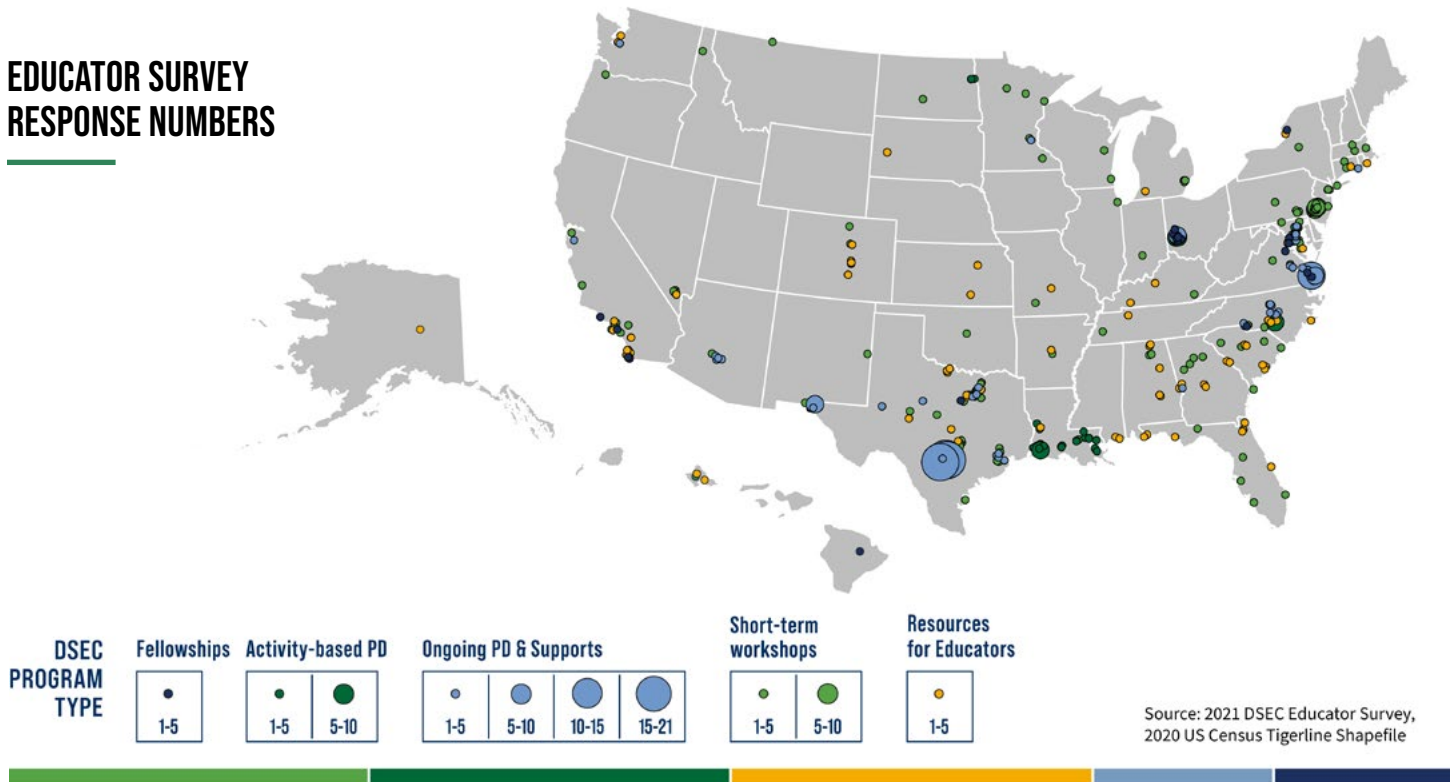 EDUCATOR SURVEY
RESPONSE NUMBERS
DSEC
PROGRAM
TYPE
Fellowships
1-5
Activity-based PD
1-5
5-10
Ongoing PD & Supports
1-5
5-10
10-15
15-21
Short-term
workshops
1-5
5-10
Resources
for Educators
1-5
Source: 2021 DSEC Educator Survey,
2020 US Census Tigerline Shapefile